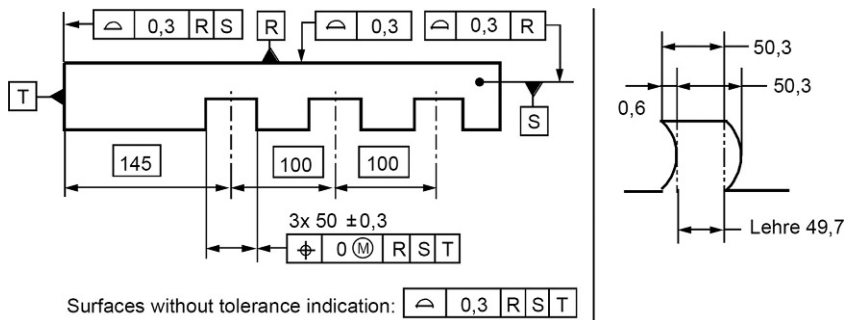 ⌓ 0,3 R S
R
⌓ 0,3
⌓ 0,3 R
T
S
145
100
100
3x 50 ±0,3
⌖ 0 Ⓜ R S T
Surfaces without tolerance indication: ⌓ 0,3 R S T
50,3
50,3
0,6
Lehre 49,7